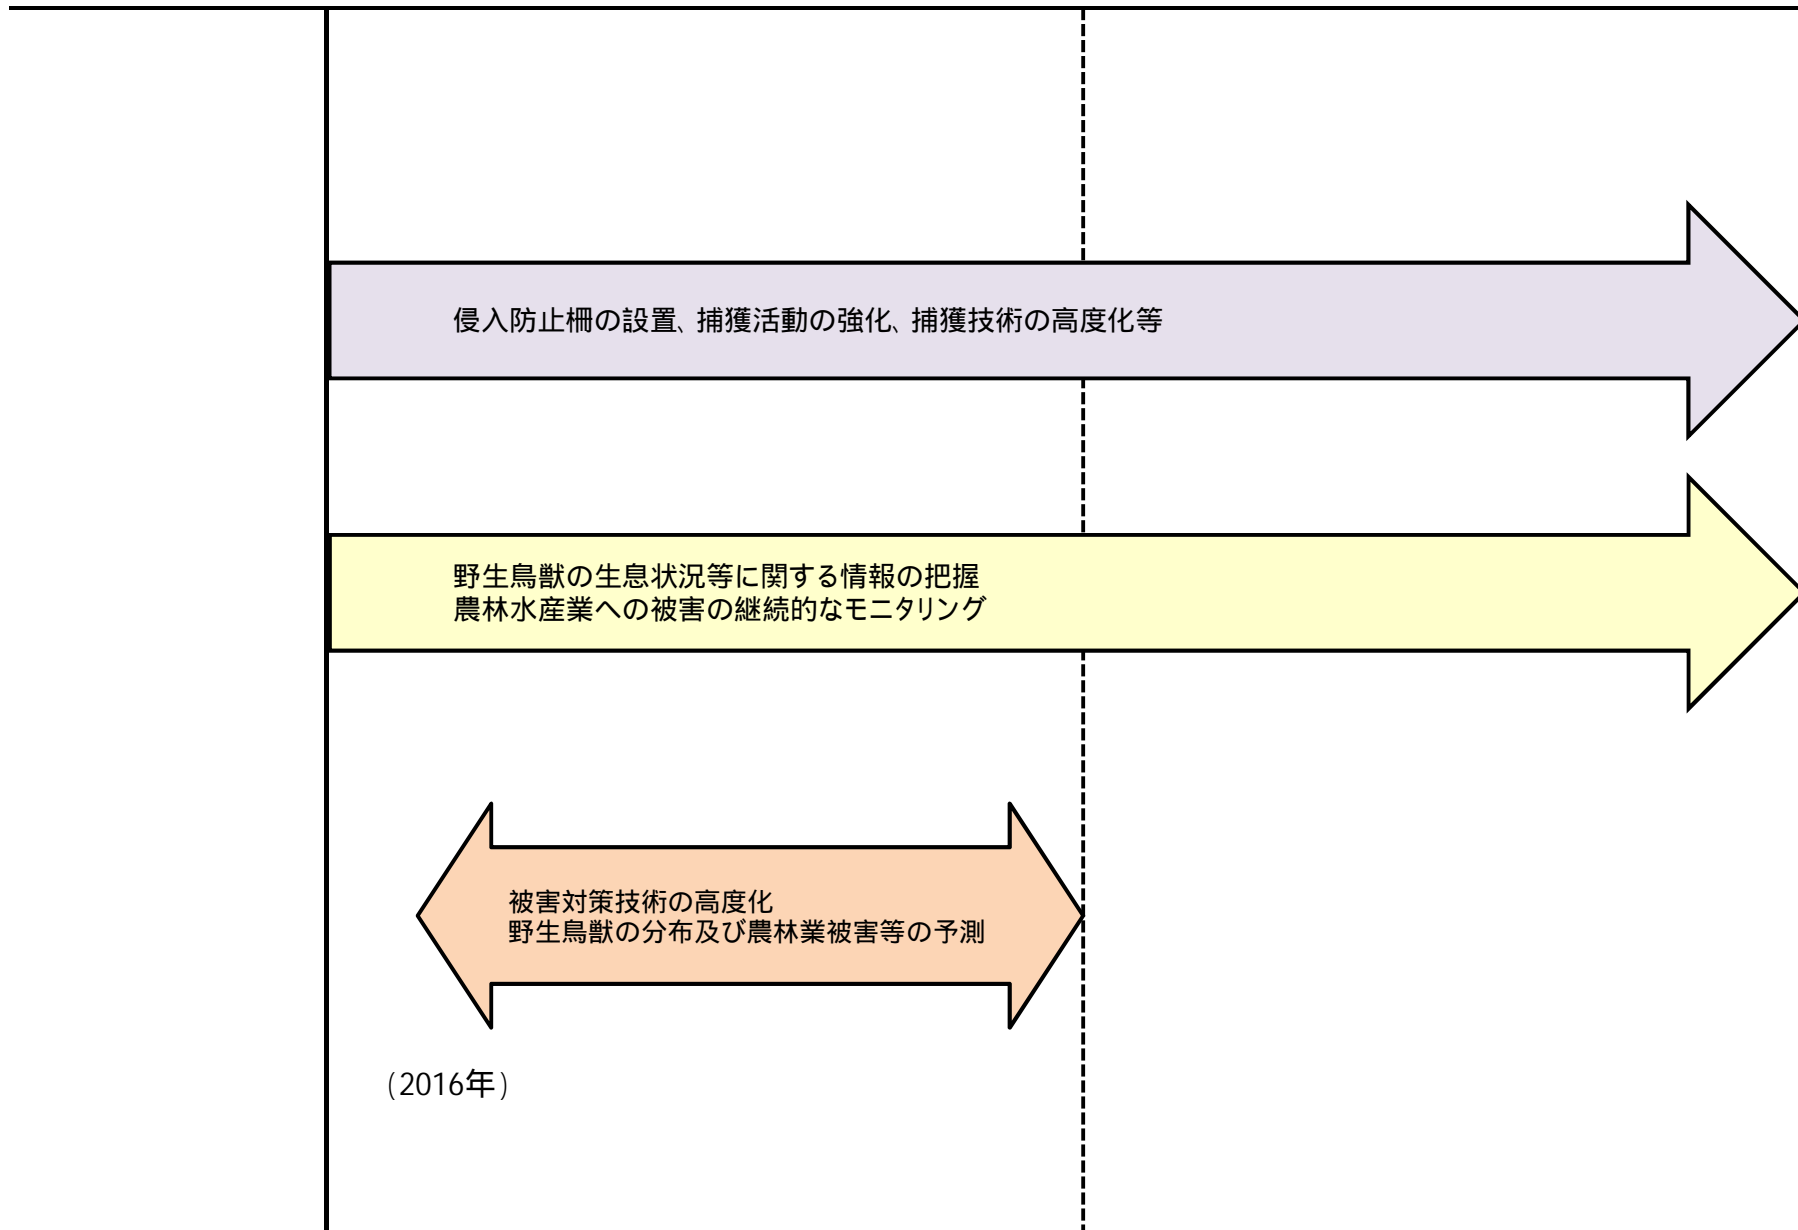 侵入防止柵の設置、捕獲活動の強化、捕獲技術の高度化等
野生鳥獣の生息状況等に関する情報の把握
農林水産業への被害の継続的なモニタリング
被害対策技術の高度化
野生鳥獣の分布及び農林業被害等の予測
(2016年)